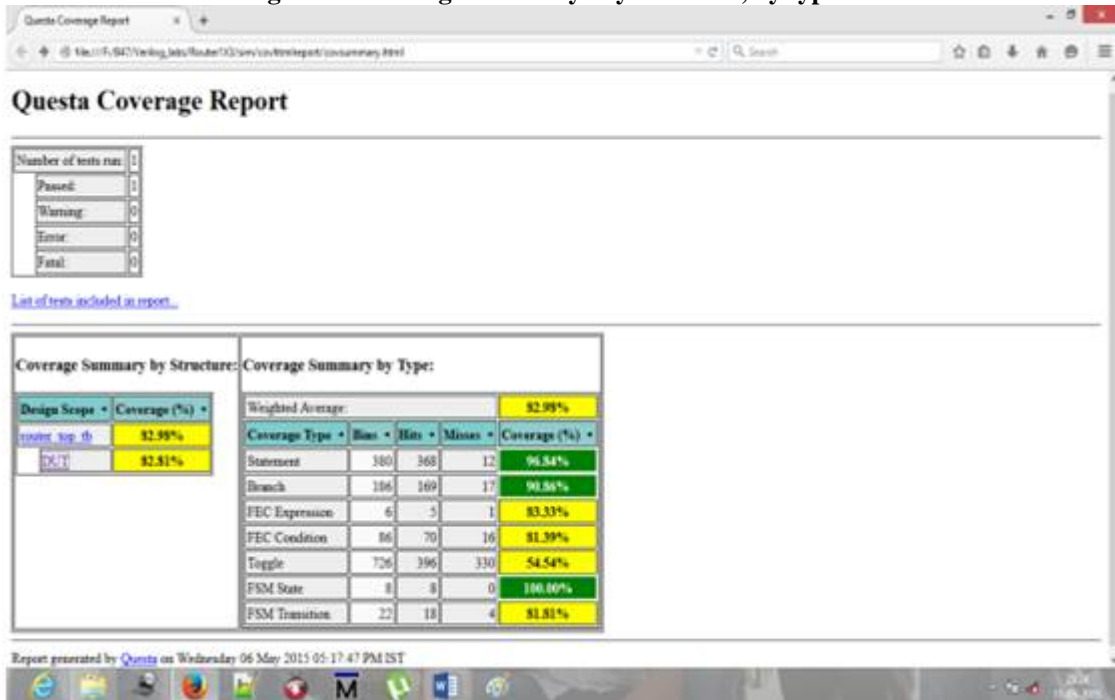 Questa Coverage Report
Search
Questa Coverage Report
Number of tests run: 1
Passed: 1
Warning: 0
Error: 0
Fatal: 0
List of tests included in report...
Coverage Summary by Structure: Coverage Summary by Type:
Design Scope Coverage (%)
router_top_tb 82.98%
DUT 82.81%
Weighted Average: 82.98%
Coverage Type Bins Hits Misses Coverage (%)
Statement 380 368 12 96.84%
Branch 186 169 17 90.86%
FEC Expression 6 5 1 83.33%
FEC Condition 86 70 16 81.39%
Toggle 726 396 330 54.54%
FSM State 8 8 0 100.00%
FSM Transition 22 18 4 81.81%
Report generated by Questa on Wednesday 06 May 2015 05:17:47 PM IST